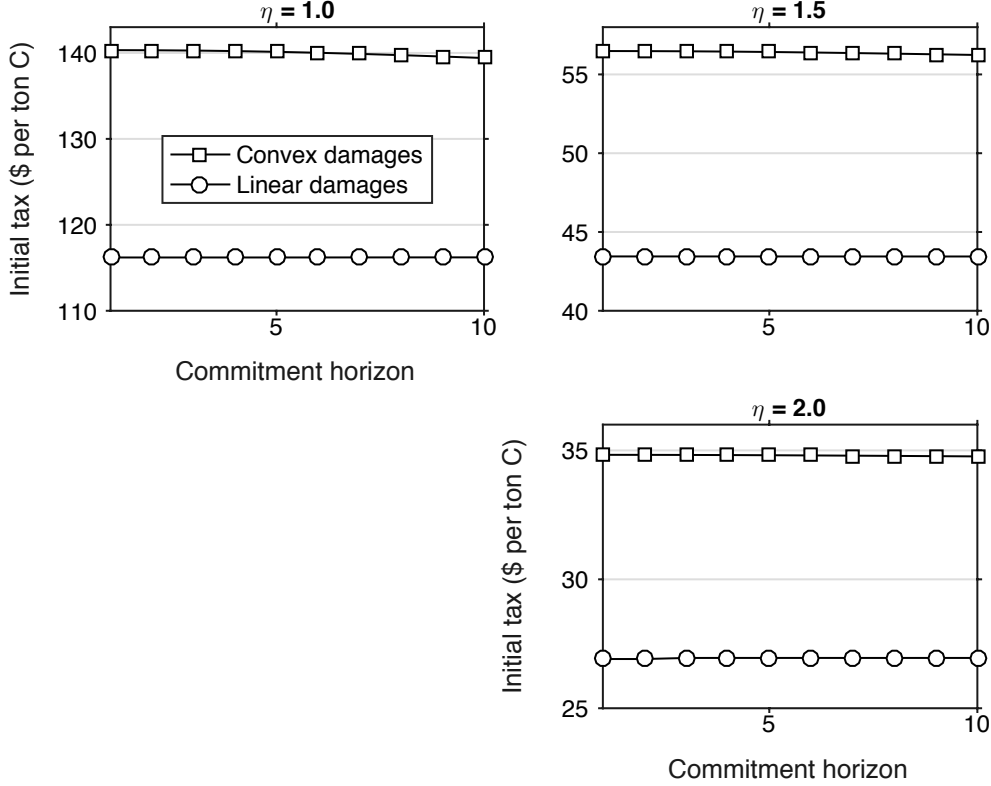 η = 1.0
Initial tax ($ per ton C)
140
130
120
110
Convex damages
Linear damages
5
10
Commitment horizon
η = 1.5
55
50
45
40
5
10
η = 2.0
Initial tax ($ per ton C)
35
30
25
5
10
Commitment horizon